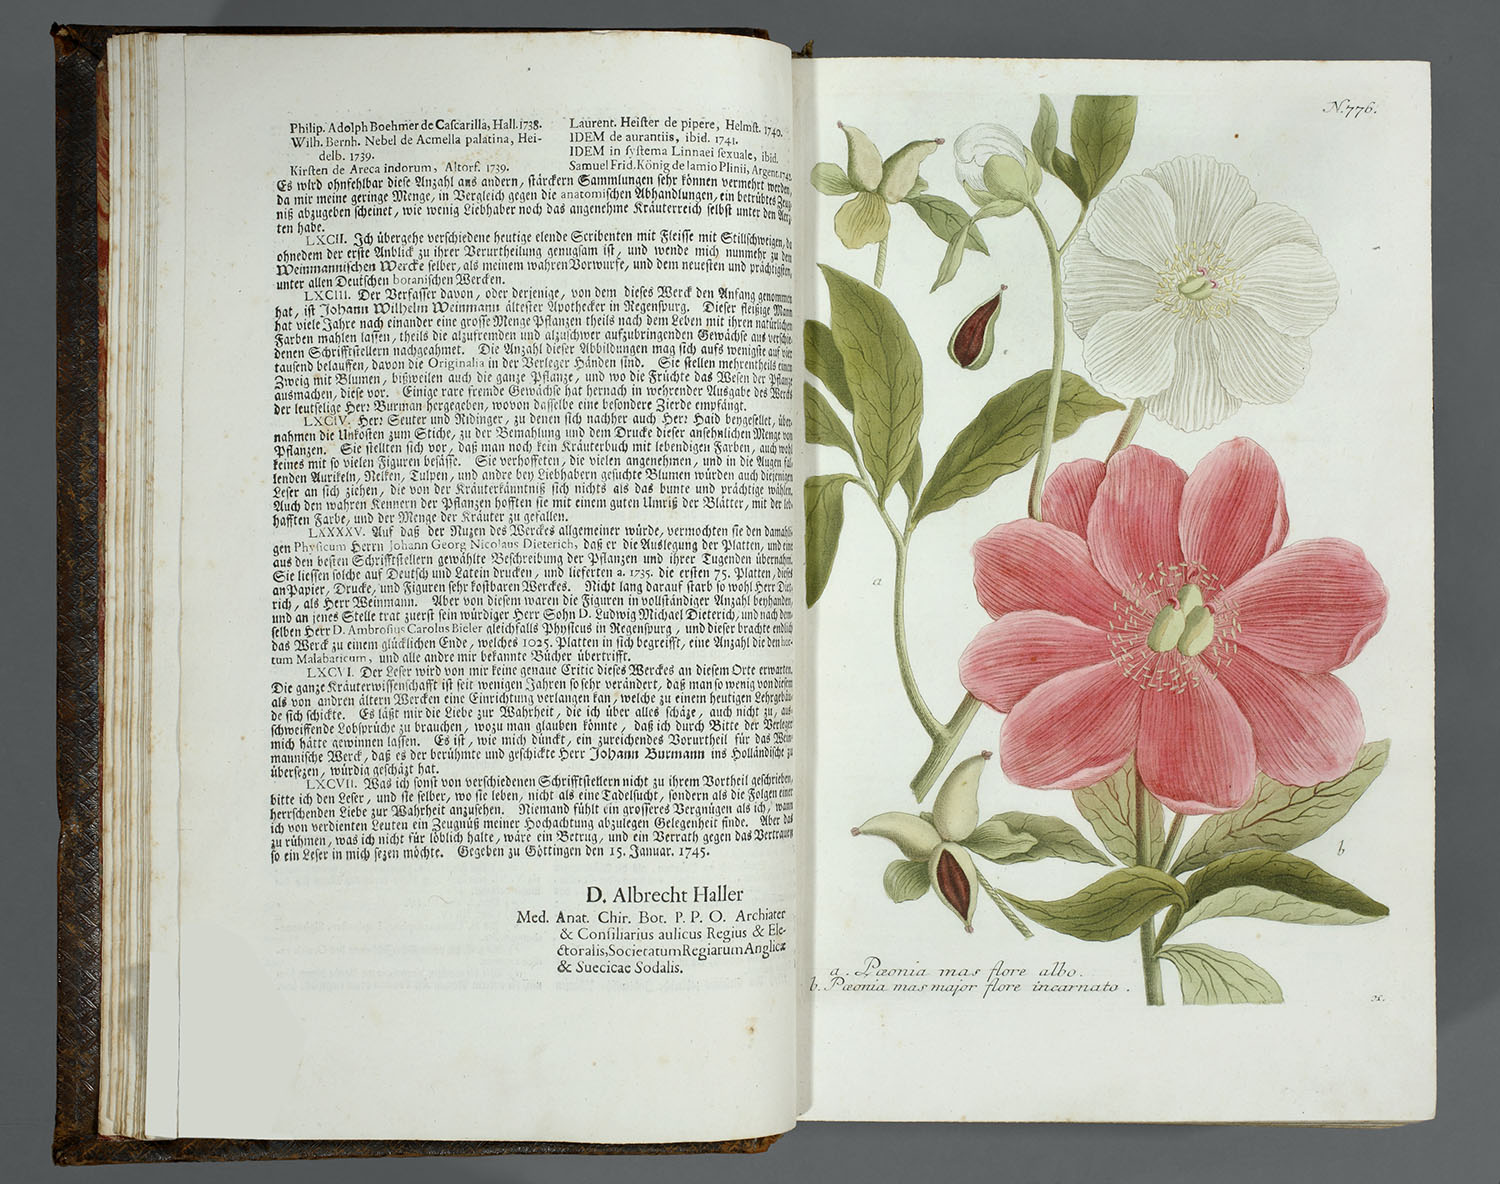 Philip. Adolph Boehmer de Cascarilla, Hall. 1738.
Wilh. Bernh. Nebel de Acmella palatina, Hei-
delb. 1739.
Kirsten de Areca indorum, Altorf. 1739.
Laurent. Heister de pipere, Helmst. 1740.
IDEM de aurantiis, ibid. 1741.
IDEM in systema Linnaei sexuale, ibid.
Samuel Frid. König de lamio Plinii, Argent. 1742.
Es wird ohnfehlbar diese Anzahl aus andern, stärckern Sammlungen sehr können vermehrt werden,
da mir meine geringe Menge, in Vergleich gegen die anatomischen Abhandlungen, ein betrübtes Zeug-
niß abzugeben scheinet, wie wenig Liebhaber noch das angenehme Kräuterreich selbst unter den Aerz-
ten habe.
LXCII. Ich übergehe verschiedene heutige elende Scribenten mit Fleisse mit Stillschweigen, da
ohnedem der erste Anblick zu ihrer Verurtheilung genugsam ist, und wende mich nunmehr zu dem
Weinmannischen Wercke selber, als meinem wahren Vorwurfe, und dem neuesten und prächtigsten,
unter allen Deutschen botanischen Wercken.
LXCIII. Der Verfasser davon, oder derjenige, von dem dieses Werck den Anfang genommen
hat, ist Johann Wilhelm Weinmann ältester Apothecker in Regenspurg. Dieser fleißige Mann
hat viele Jahre nach einander eine grosse Menge Pflanzen theils nach dem Leben mit ihren natürlichen
Farben mahlen lassen, theils die alzufremden und alzuschwer aufzubringenden Gewächse aus verschie-
denen Schrifftstellern nachgeahmet. Die Anzahl dieser Abbildungen mag sich aufs wenigste auf vier
tausend belauffen, davon die Originalia in der Verleger Händen sind. Sie stellen mehrentheils einen
Zweig mit Blumen, bißweilen auch die ganze Pflanze, und wo die Früchte das Wesen der Pflanze
ausmachen, diese vor. Einige rare fremde Gewächse hat hernach in wehrender Ausgabe des Wercks
der leutselige Herr Burman hergegeben, wovon dasselbe eine besondere Zierde empfängt.
LXCIV. Herr Seuter und Ridinger, zu denen sich nachher auch Herr Haid beygesellet, über-
nahmen die Unkosten zum Stiche, zu der Bemahlung und dem Drucke dieser ansehnlichen Menge von
Pflanzen. Sie stellten sich vor, daß man noch kein Kräuterbuch mit lebendigen Farben, auch wohl
keines mit so vielen Figuren besässe. Sie verhoffeten, die vielen angenehmen, und in die Augen fal-
lenden Aurikeln, Nelken, Tulpen, und andre bey Liebhabern gesuchte Blumen würden auch diejenigen
Leser an sich ziehen, die von der Kräuterkänntniß sich nichts als das bunte und prächtige wählen.
Auch den wahren Kennern der Pflanzen hofften sie mit einem guten Umriß der Blätter, mit der leb-
hafften Farbe, und der Menge der Kräuter zu gefallen.
LXXXXV. Auf daß der Nuzen des Werckes allgemeiner würde, vermochten sie den damahli-
gen Physicum Herrn Johann Georg Nicolaus Dieterich, daß er die Auslegung der Platten, und eine
aus den besten Schrifftstellern gewählte Beschreibung der Pflanzen und ihrer Tugenden übernahm.
Sie liessen solche auf Deutsch und Latein drucken, und lieferten a. 1735. die ersten 75. Platten, dieses
an Papier, Drucke, und Figuren sehr kostbaren Werckes. Nicht lang darauf starb so wohl Herr Diet-
rich, als Herr Weinmann. Aber von diesem waren die Figuren in vollständiger Anzahl beyhanden,
und an jenes Stelle trat zuerst sein würdiger Herr Sohn D. Ludwig Michael Dieterich, und nach dem-
selben Herr D. Ambrosius Carolus Bieler gleichfalls Physicus in Regenspurg, und dieser brachte endlich
das Werck zu einem glücklichen Ende, welches 1025. Platten in sich begreifft, eine Anzahl die den hor-
tum Malabaricum, und alle andre mir bekannte Bücher übertrifft.
LXCVI. Der Leser wird von mir keine genaue Critic dieses Werckes an diesem Orte erwarten.
Die ganze Kräuterwissenschafft ist seit wenigen Jahren so sehr verändert, daß man so wenig von diesem
als von andren ältern Wercken eine Einrichtung verlangen kan, welche zu einem heutigen Lehrgebäu-
de sich schickte. Es läßt mir die Liebe zur Wahrheit, die ich über alles schäze, auch nicht zu, aus-
schweiffende Lobsprüche zu brauchen, wozu man glauben könnte, daß ich durch Bitte der Verleger
mich hätte gewinnen lassen. Es ist, wie mich dünckt, ein zureichendes Vorurtheil für das Wein-
mannische Werck, daß es der berühmte und geschickte Herr Johann Burmann ins Holländische zu
übersezen, würdig geschäzt hat.
LXCVII. Was ich sonst von verschiedenen Schrifftstellern nicht zu ihrem Vortheil geschrieben,
bitte ich den Leser, und sie selber, wo sie leben, nicht als eine Tadelsucht, sondern als die Folgen einer
herrschenden Liebe zur Wahrheit anzusehen. Niemand fühlt ein grösseres Vergnügen als ich, wann
ich von verdienten Leuten ein Zeugnüß meiner Hochachtung abzulegen Gelegenheit finde. Aber das
zu rühmen, was ich nicht für löblich halte, wäre ein Betrug, und ein Verrath gegen das Vertrauen
so ein Leser in mich sezen möchte. Gegeben zu Göttingen den 15. Januar. 1745.
D. Albrecht Haller
Med. Anat. Chir. Bot. P. P. O. Archiater
& Consiliarius aulicus Regius & Ele-
ctoralis, Societatum Regiarum Anglicæ
& Suecicae Sodalis.
N. 776.
a
b
a. Pæonia mas flore albo.
b. Pæonia mas major flore incarnato.